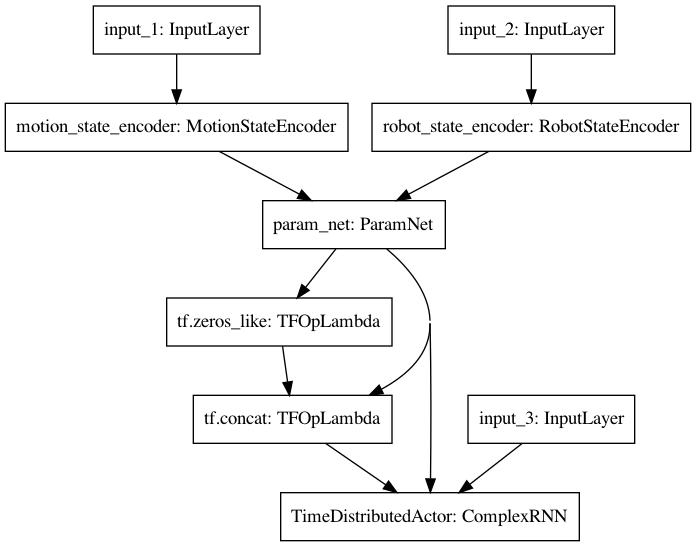 input_1: InputLayer
input_2: InputLayer
motion_state_encoder: MotionStateEncoder
robot_state_encoder: RobotStateEncoder
param_net: ParamNet
tf.zeros_like: TFOpLambda
tf.concat: TFOpLambda
input_3: InputLayer
TimeDistributedActor: ComplexRNN